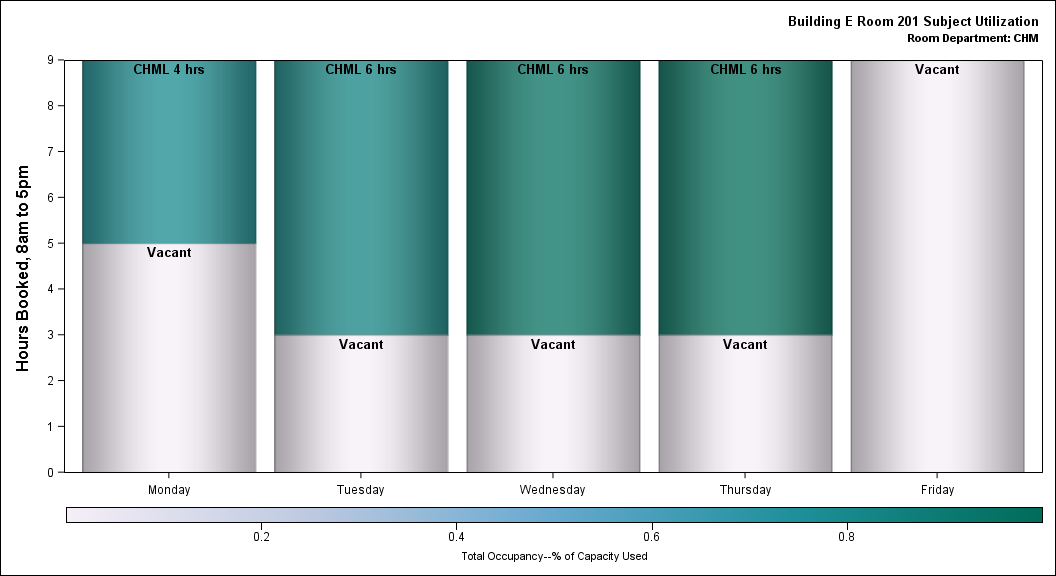 Building E Room 201 Subject Utilization
Room Department: CHM
Hours Booked, 8am to 5pm
9
8
7
6
5
4
3
2
1
0
CHML 4 hrs
Vacant
CHML 6 hrs
Vacant
CHML 6 hrs
Vacant
CHML 6 hrs
Vacant
Vacant
Monday Tuesday Wednesday Thursday Friday
0.2 0.4 0.6 0.8
Total Occupancy--% of Capacity Used